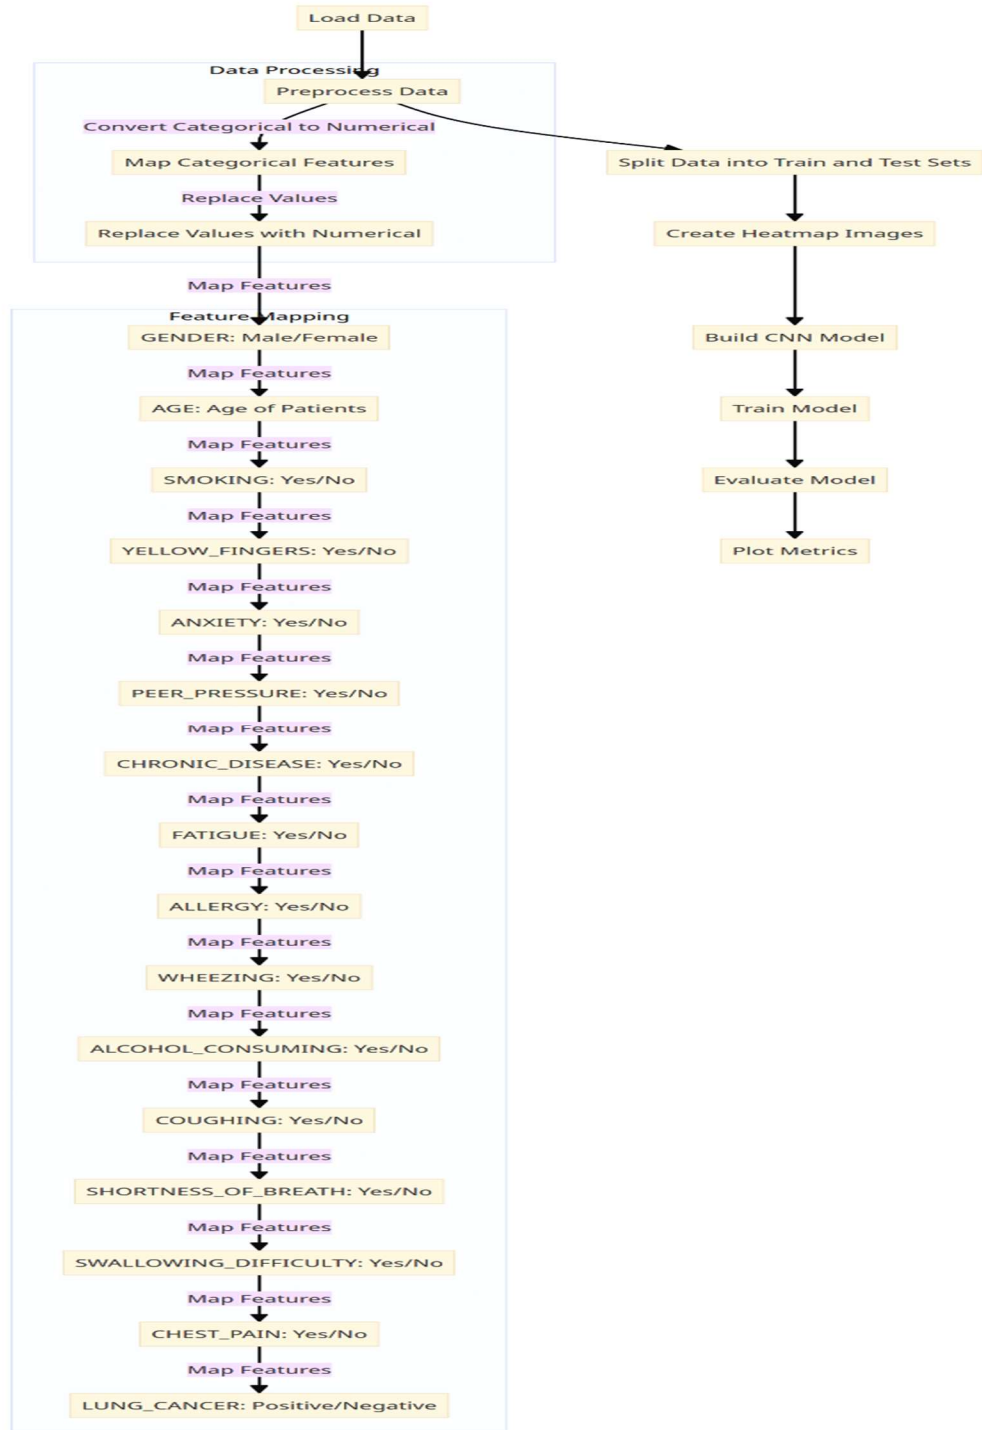 Load Data
Data Processing
Preprocess Data
Convert Categorical to Numerical
Map Categorical Features
Split Data into Train and Test Sets
Replace Values
Replace Values with Numerical
Create Heatmap Images
Map Features
Feature Mapping
GENDER: Male/Female
Build CNN Model
Map Features
AGE: Age of Patients
Train Model
Map Features
SMOKING: Yes/No
Evaluate Model
Map Features
YELLOW_FINGERS: Yes/No
Plot Metrics
Map Features
ANXIETY: Yes/No
Map Features
PEER_PRESSURE: Yes/No
Map Features
CHRONIC_DISEASE: Yes/No
Map Features
FATIGUE: Yes/No
Map Features
ALLERGY: Yes/No
Map Features
WHEEZING: Yes/No
Map Features
ALCOHOL_CONSUMING: Yes/No
Map Features
COUGHING: Yes/No
Map Features
SHORTNESS_OF_BREATH: Yes/No
Map Features
SWALLOWING_DIFFICULTY: Yes/No
Map Features
CHEST_PAIN: Yes/No
Map Features
LUNG_CANCER: Positive/Negative